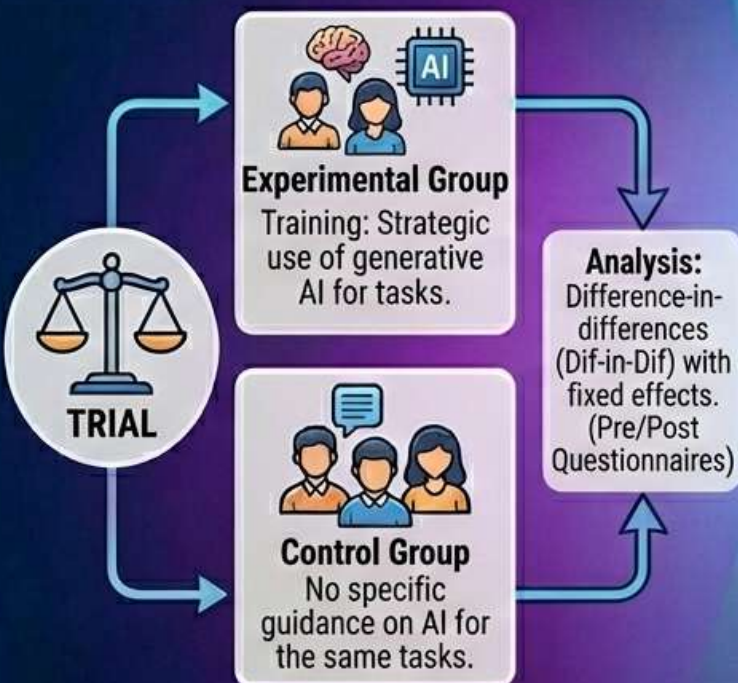 AI
Experimental Group
Training: Strategic
use of generative
AI for tasks.
TRIAL
Analysis:
Difference-in-
differences
(Dif-in-Dif) with
fixed effects.
(Pre/Post
Questionnaires)
Control Group
No specific
guidance on AI for
the same tasks.